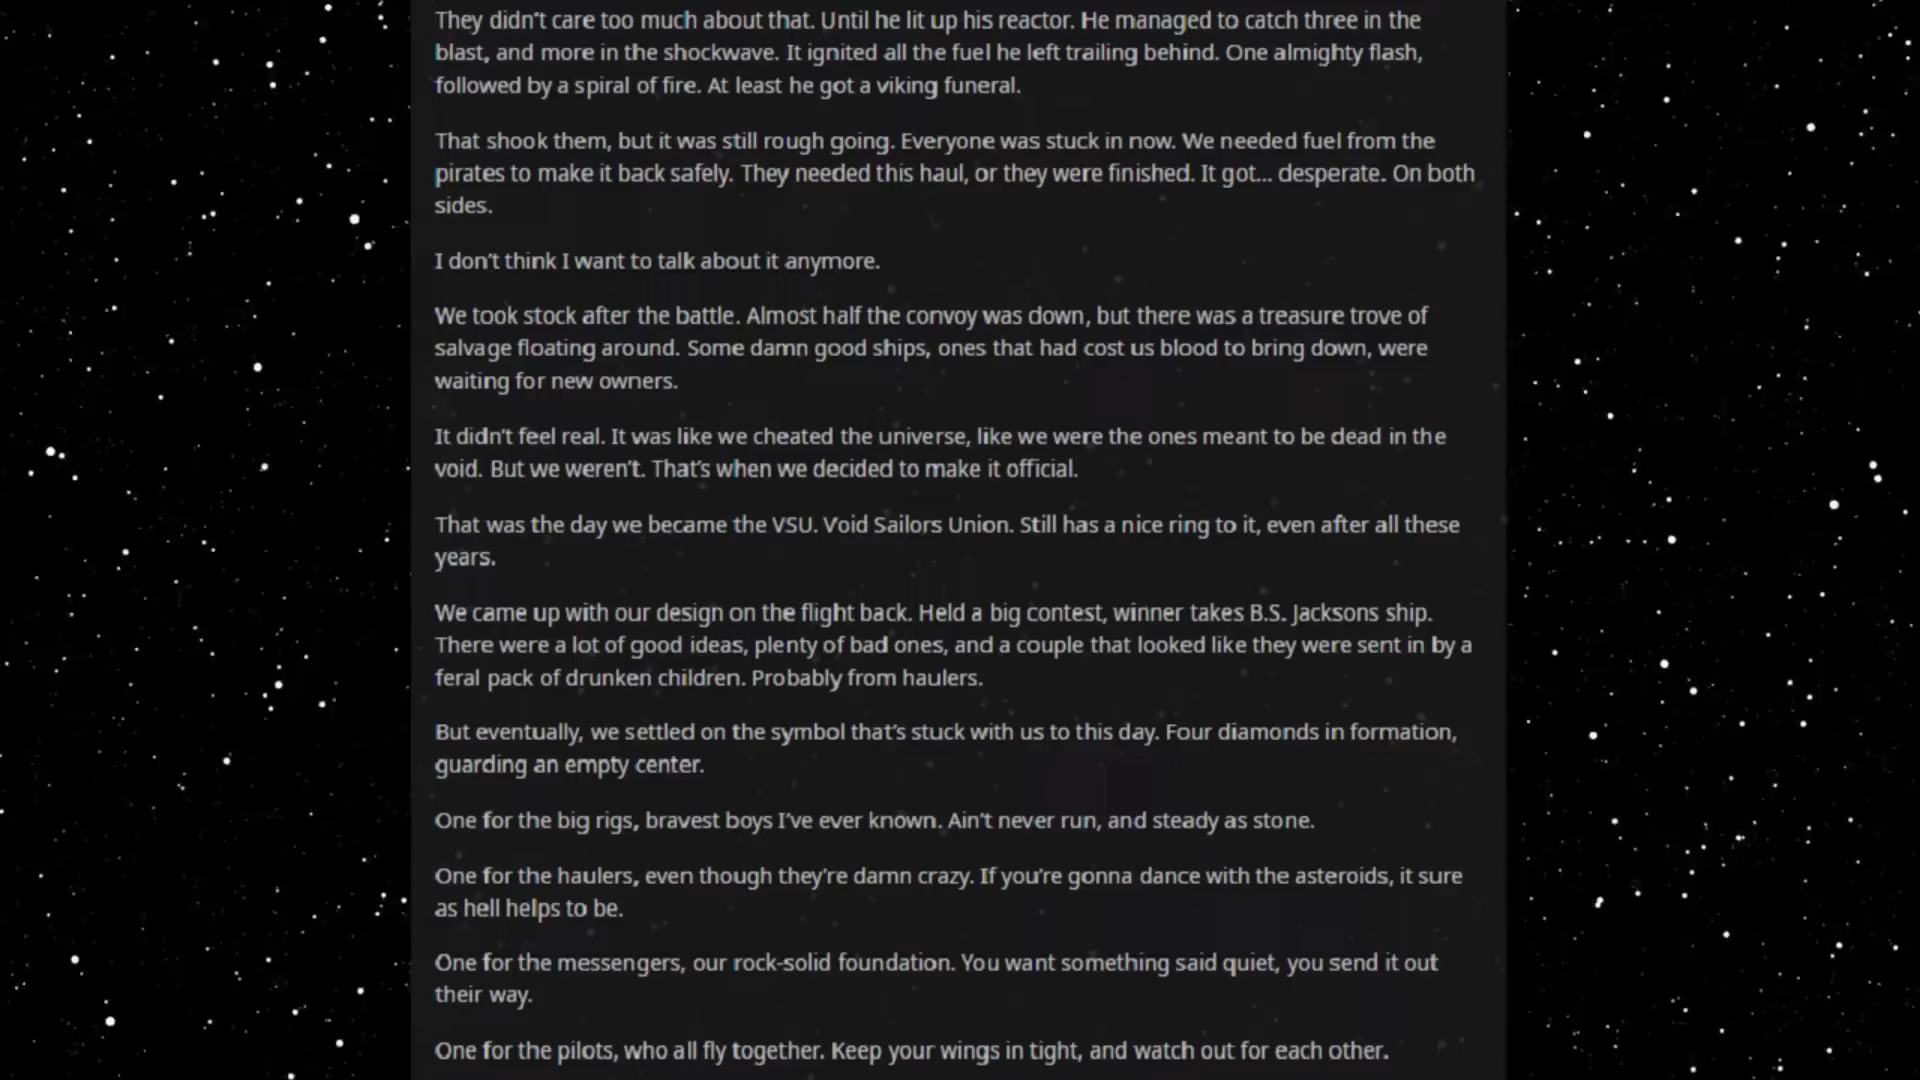 They didn't care too much about that. Until he lit up his reactor. He managed to catch three in the
blast, and more in the shockwave. It ignited all the fuel he left trailing behind. One almighty flash,
followed by a spiral of fire. At least he got a viking funeral.
That shook them, but it was still rough going. Everyone was stuck in now. We needed fuel from the
pirates to make it back safely. They needed this haul, or they were finished. It got... desperate. On both
sides.
I don't think I want to talk about it anymore.
We took stock after the battle. Almost half the convoy was down, but there was a treasure trove of
salvage floating around. Some damn good ships, ones that had cost us blood to bring down, were
waiting for new owners.
It didn't feel real. It was like we cheated the universe, like we were the ones meant to be dead in the
void. But we weren't. That's when we decided to make it official.
That was the day we became the VSU. Void Sailors Union. Still has a nice ring to it, even after all these
years.
We came up with our design on the flight back. Held a big contest, winner takes B.S. Jacksons ship.
There were a lot of good ideas, plenty of bad ones, and a couple that looked like they were sent in by a
feral pack of drunken children. Probably from haulers.
But eventually, we settled on the symbol that's stuck with us to this day. Four diamonds in formation,
guarding an empty center.
One for the big rigs, bravest boys I've ever known. Ain't never run, and steady as stone.
One for the haulers, even though they're damn crazy. If you're gonna dance with the asteroids, it sure
as hell helps to be.
One for the messengers, our rock-solid foundation. You want something said quiet, you send it out
their way.
One for the pilots, who all fly together. Keep your wings in tight, and watch out for each other.